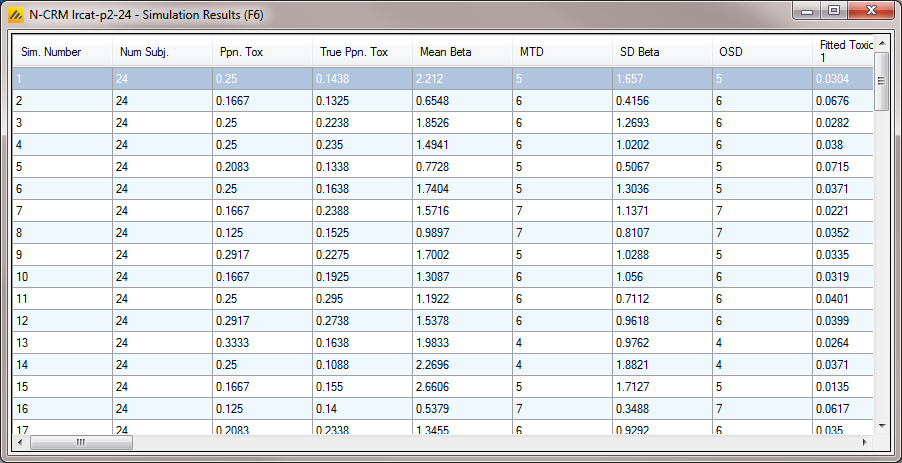 N-CRM lrcat-p2-24 - Simulation Results (F6)
Sim. Number Num Subj. Ppn. Tox True Ppn. Tox Mean Beta MTD SD Beta OSD Fitted Toxic
1
1 24 0.25 0.1438 2.212 5 1.657 5 0.0304
2 24 0.1667 0.1325 0.6548 6 0.4156 6 0.0676
3 24 0.25 0.2238 1.8526 6 1.2693 6 0.0282
4 24 0.25 0.235 1.4941 6 1.0202 6 0.038
5 24 0.2083 0.1338 0.7728 5 0.5067 5 0.0715
6 24 0.25 0.1638 1.7404 5 1.3036 5 0.0371
7 24 0.1667 0.2388 1.5716 7 1.1371 7 0.0221
8 24 0.125 0.1525 0.9897 7 0.8107 7 0.0352
9 24 0.2917 0.2275 1.7002 5 1.0288 5 0.0335
10 24 0.1667 0.1925 1.3087 6 1.056 6 0.0319
11 24 0.25 0.295 1.1922 6 0.7112 6 0.0401
12 24 0.2917 0.2738 1.5378 6 0.9618 6 0.0399
13 24 0.3333 0.1638 1.9833 4 0.9762 4 0.0264
14 24 0.25 0.1088 2.2696 4 1.8821 4 0.0371
15 24 0.1667 0.155 2.6606 5 1.7127 5 0.0135
16 24 0.125 0.14 0.5379 7 0.3488 7 0.0617
17 24 0.2083 0.2338 1.3455 6 0.9292 6 0.035